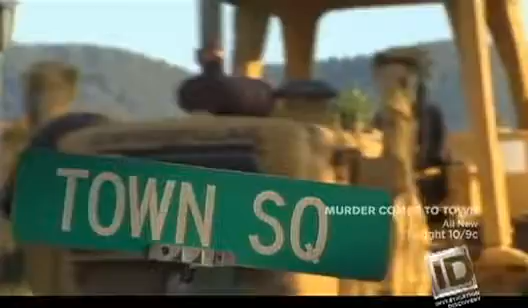 TOWN SQ
MURDER COMES TO TOWN
All New
Tonight 10/9c
ID
INVESTIGATION
DISCOVERY